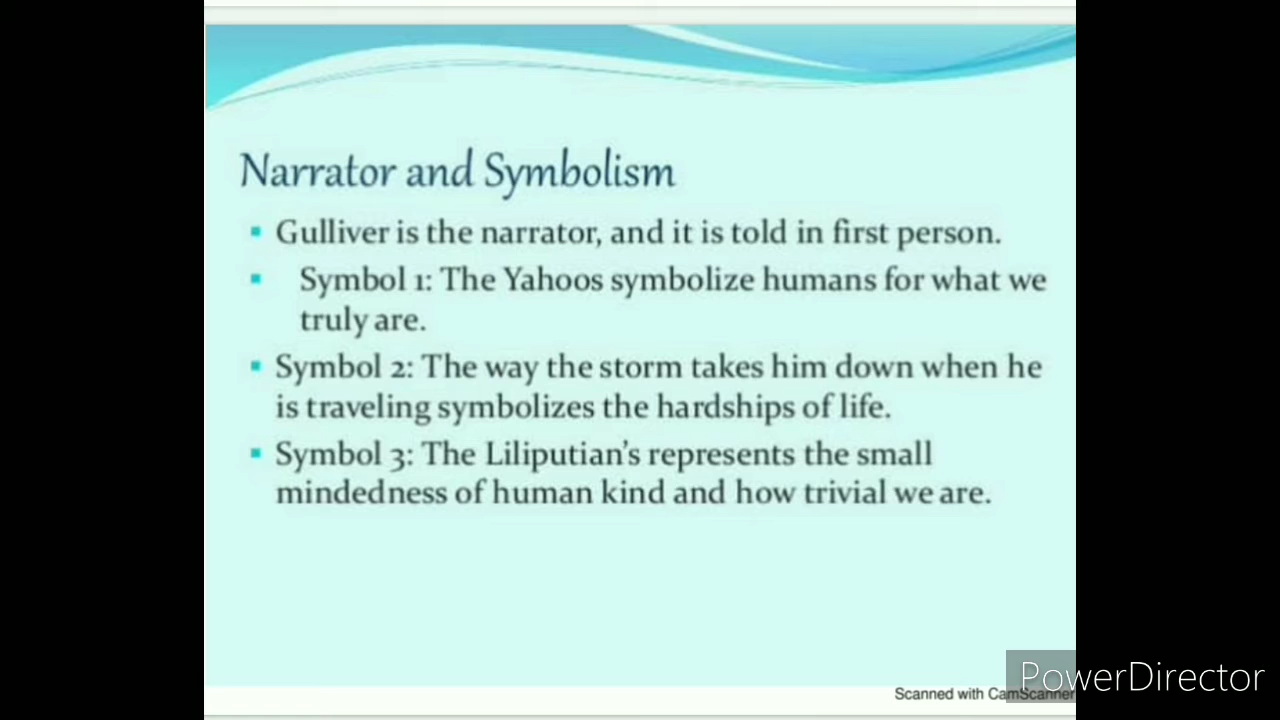 Narrator and Symbolism
▪ Gulliver is the narrator, and it is told in first person.
▪ Symbol 1: The Yahoos symbolize humans for what we
truly are.
▪ Symbol 2: The way the storm takes him down when he
is traveling symbolizes the hardships of life.
▪ Symbol 3: The Liliputian's represents the small
mindedness of human kind and how trivial we are.
PowerDirector
Scanned with CamScanner